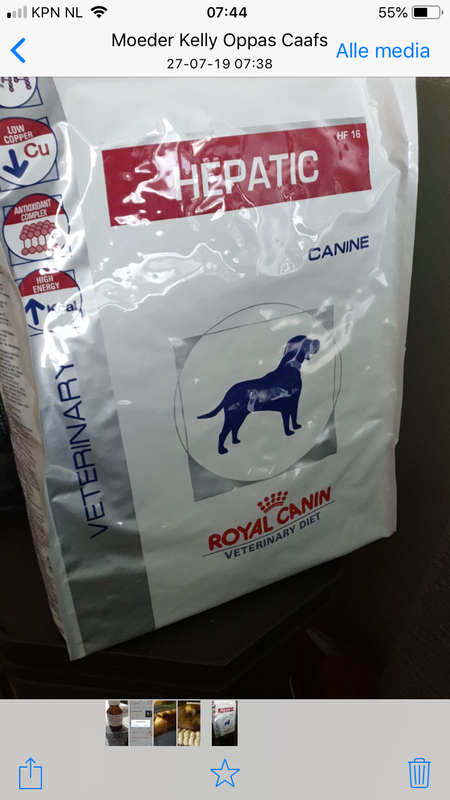 KPN NL
07:44
55%
Moeder Kelly Oppas Caafs
27-07-19 07:38
Alle media
LOW
COPPER
Cu
ANTIOXIDANT
COMPLEX
HIGH
ENERGY
Kcal
HF 16
HEPATIC
CANINE
VETERINARY
ROYAL CANIN
VETERINARY DIET